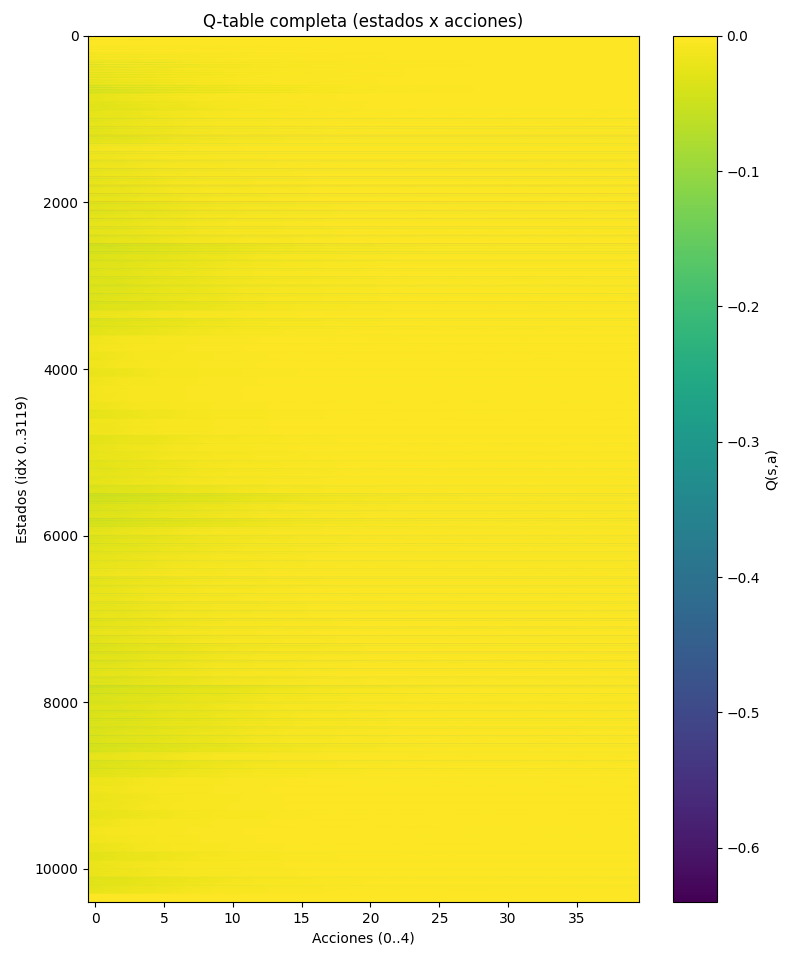 Q-table completa (estados x acciones)
0
2000
4000
6000
8000
10000
Estados (idx 0..3119)
0 5 10 15 20 25 30 35
Acciones (0..4)
0.0
−0.1
−0.2
−0.3
−0.4
−0.5
−0.6
Q(s,a)